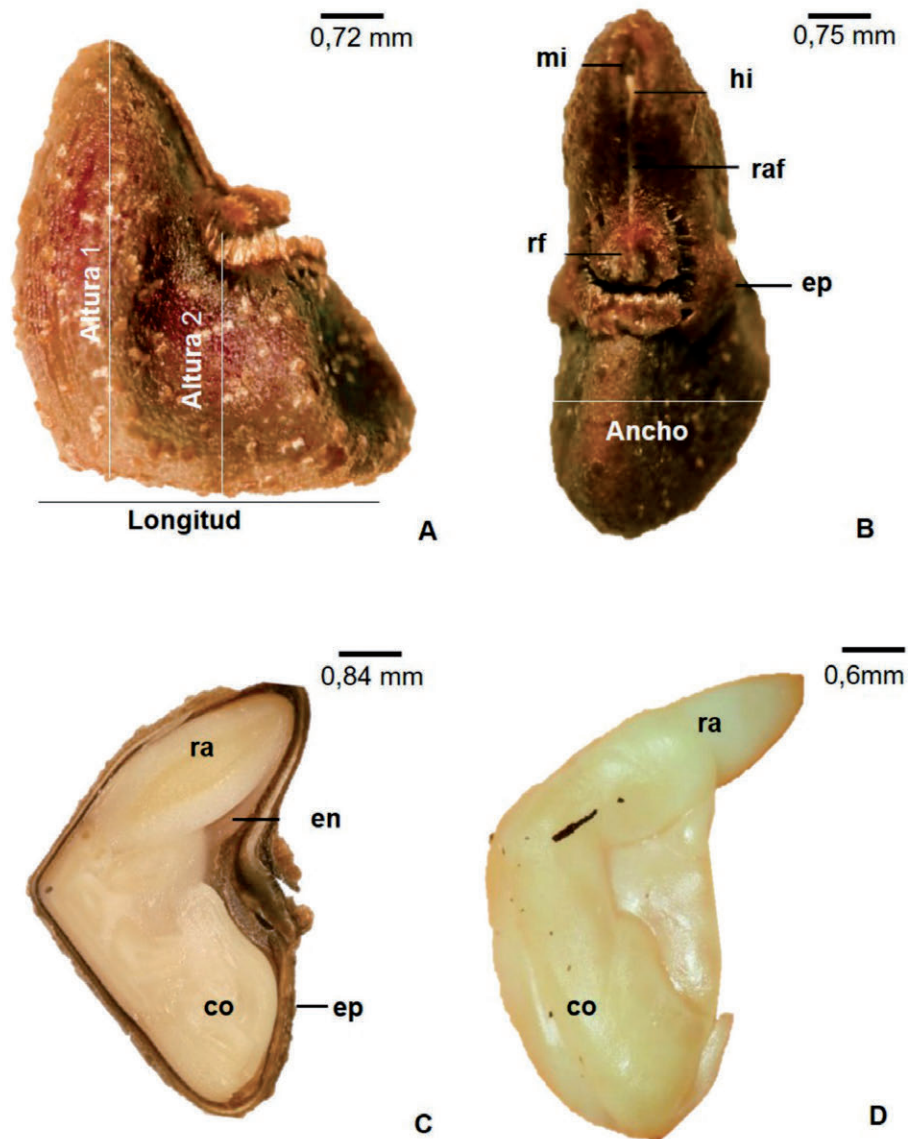 0,72 mm
Altura 1
Altura 2
Longitud
A
0,75 mm
mi
hi
raf
rf
ep
Ancho
B
0,84 mm
ra
en
co
ep
C
0,6mm
ra
co
D